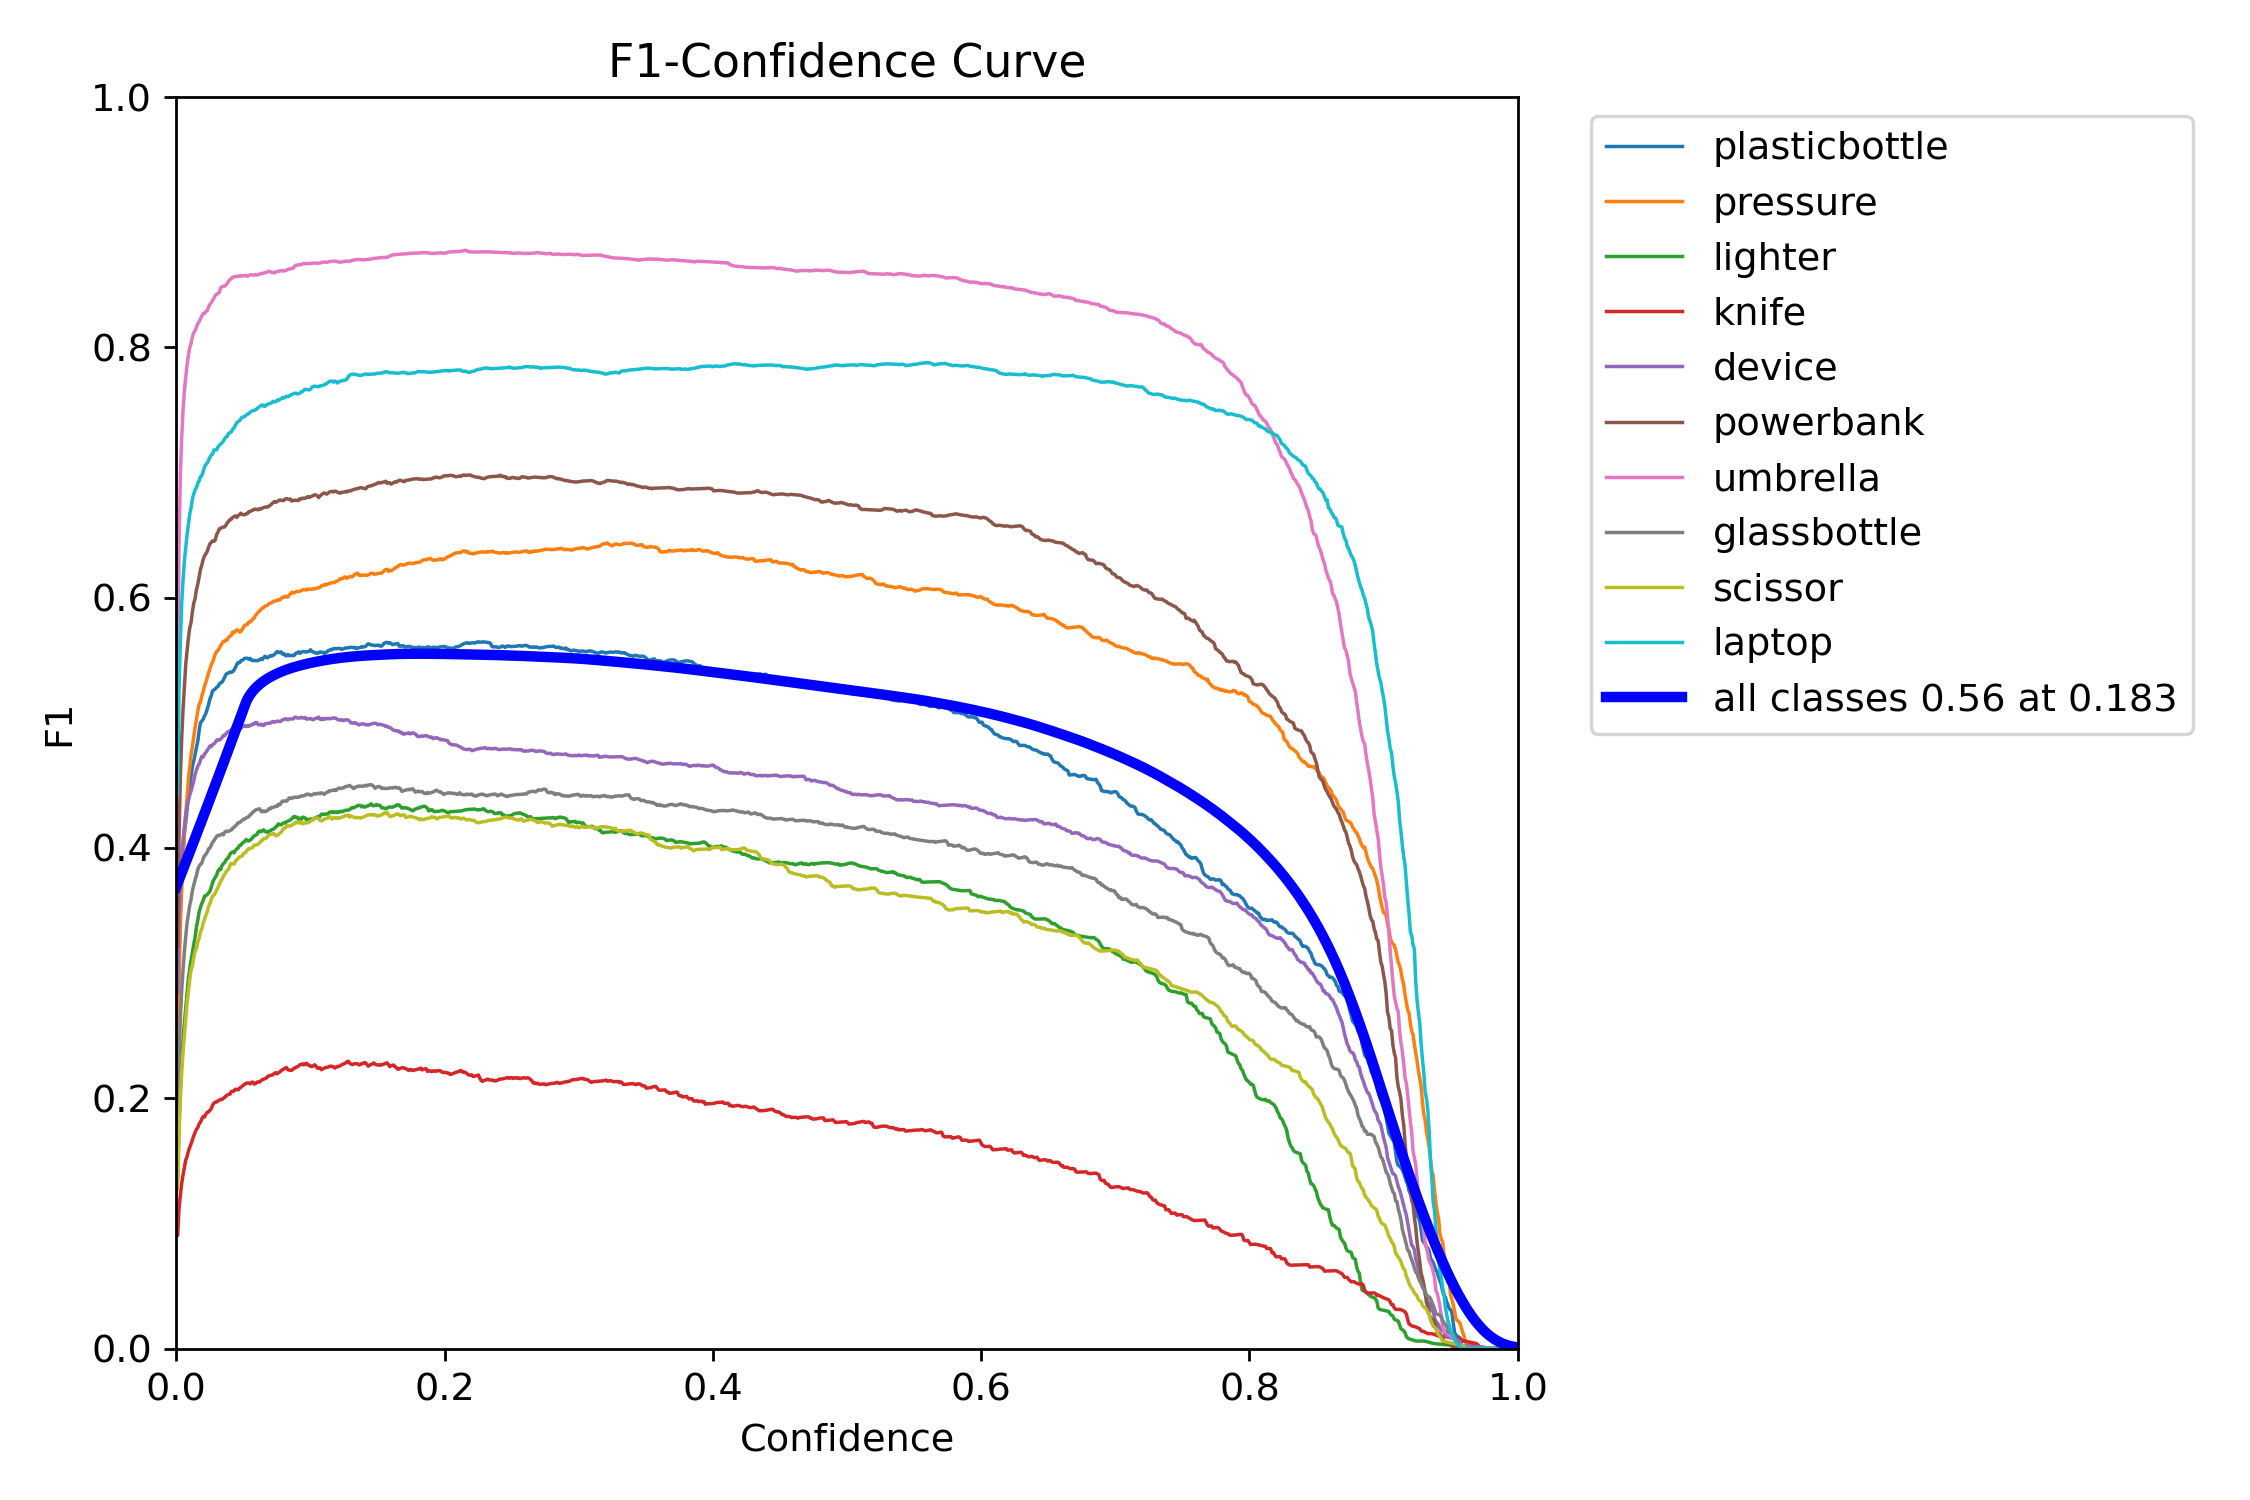 F1-Confidence Curve
1.0
0.8
0.6
0.4
0.2
0.0
F1
0.0 0.2 0.4 0.6 0.8 1.0
Confidence
plasticbottle
pressure
lighter
knife
device
powerbank
umbrella
glassbottle
scissor
laptop
all classes 0.56 at 0.183